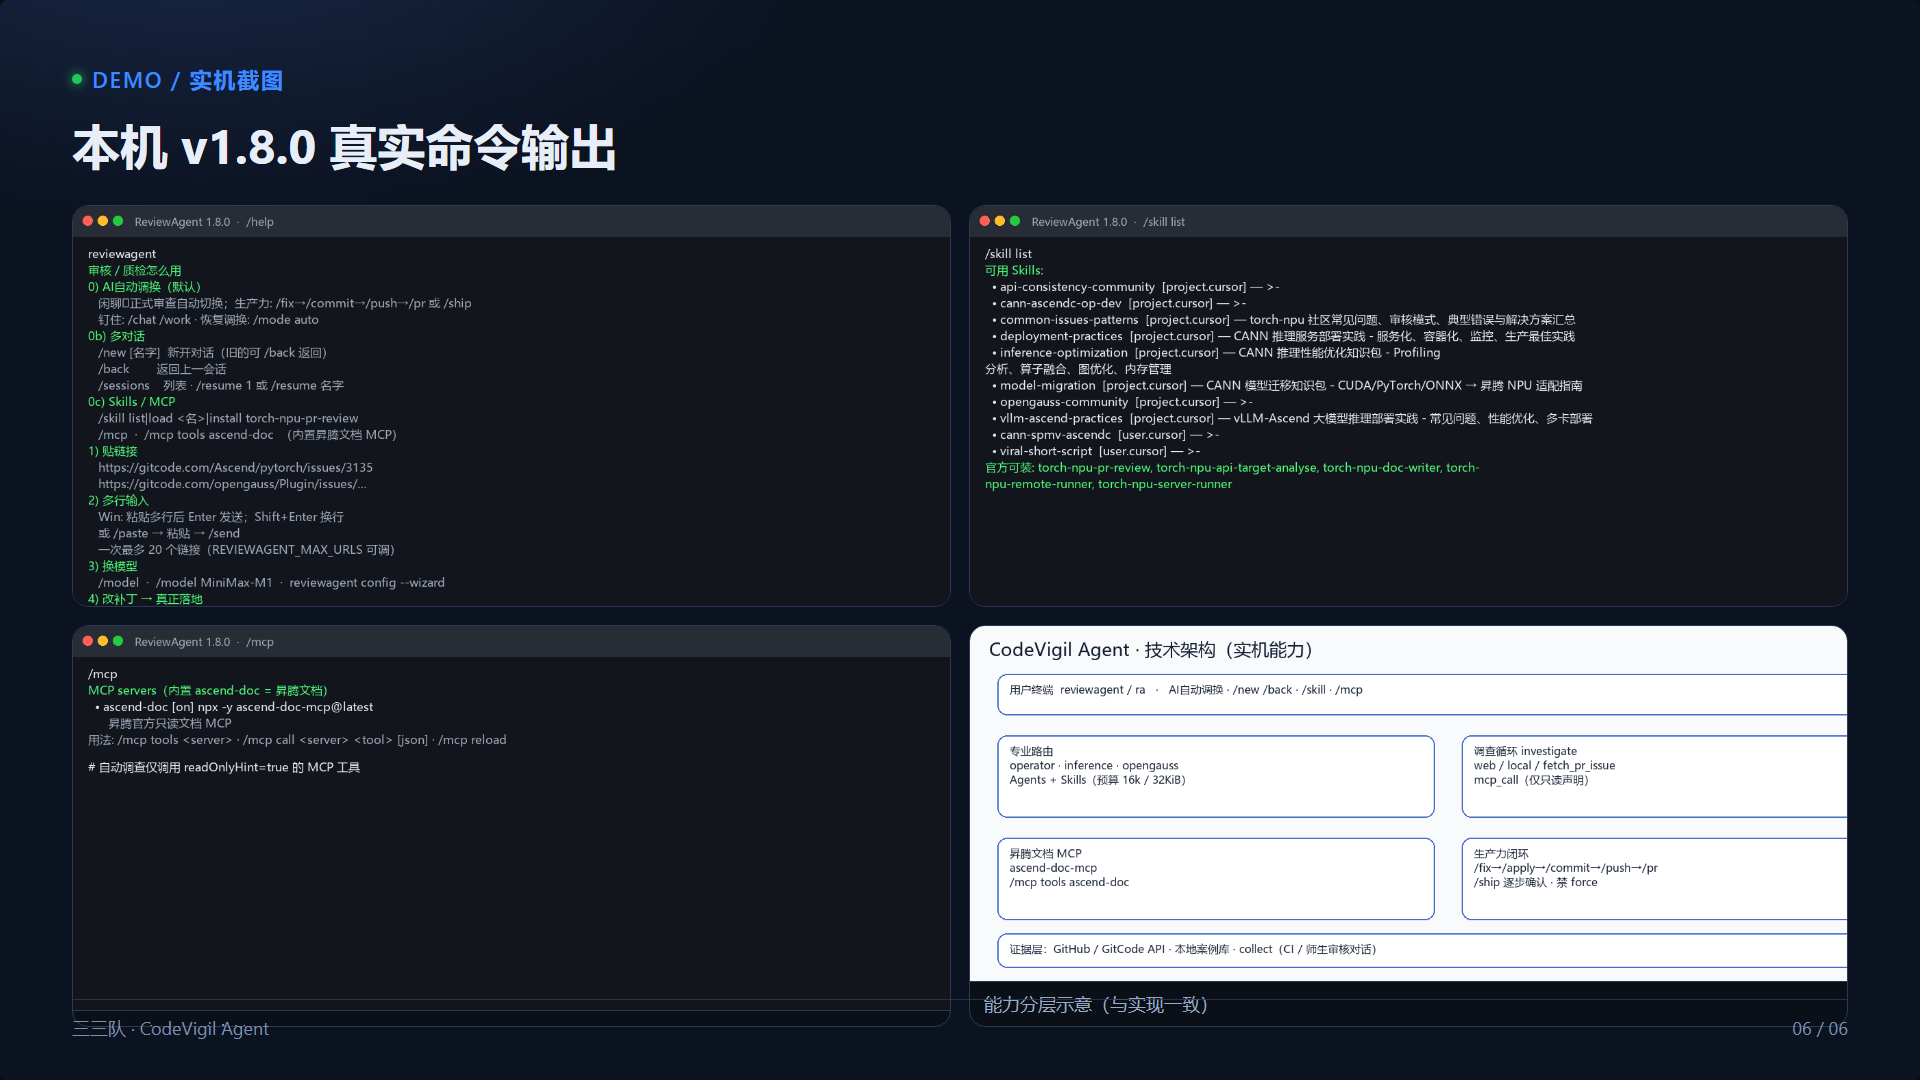 DEMO / 实机截图
本机 v1.8.0 真实命令输出
ReviewAgent 1.8.0 · /help
reviewagent
审核 / 质检怎么用
0) AI自动调换（默认）
闲聊▯正式审查自动切换；生产力: /fix→/commit→/push→/pr 或 /ship
钉住: /chat /work · 恢复调换: /mode auto
0b) 多对话
/new [名字] 新开对话（旧的可 /back 返回）
/back 返回上一会话
/sessions 列表 · /resume 1 或 /resume 名字
0c) Skills / MCP
/skill list|load <名>|install torch-npu-pr-review
/mcp · /mcp tools ascend-doc （内置昇腾文档 MCP）
1) 贴链接
https://gitcode.com/Ascend/pytorch/issues/3135
https://gitcode.com/opengauss/Plugin/issues/...
2) 多行输入
Win: 粘贴多行后 Enter 发送；Shift+Enter 换行
或 /paste → 粘贴 → /send
一次最多 20 个链接（REVIEWAGENT_MAX_URLS 可调）
3) 换模型
/model · /model MiniMax-M1 · reviewagent config --wizard
4) 改补丁 → 真正落地
ReviewAgent 1.8.0 · /skill list
/skill list
可用 Skills:
• api-consistency-community [project.cursor] — >-
• cann-ascendc-op-dev [project.cursor] — >-
• common-issues-patterns [project.cursor] — torch-npu 社区常见问题、审核模式、典型错误与解决方案汇总
• deployment-practices [project.cursor] — CANN 推理服务部署实践 - 服务化、容器化、监控、生产最佳实践
• inference-optimization [project.cursor] — CANN 推理性能优化知识包 - Profiling
分析、算子融合、图优化、内存管理
• model-migration [project.cursor] — CANN 模型迁移知识包 - CUDA/PyTorch/ONNX → 昇腾 NPU 适配指南
• opengauss-community [project.cursor] — >-
• vllm-ascend-practices [project.cursor] — vLLM-Ascend 大模型推理部署实践 - 常见问题、性能优化、多卡部署
• cann-spmv-ascendc [user.cursor] — >-
• viral-short-script [user.cursor] — >-
官方可装: torch-npu-pr-review, torch-npu-api-target-analyse, torch-npu-doc-writer, torch-
npu-remote-runner, torch-npu-server-runner
ReviewAgent 1.8.0 · /mcp
/mcp
MCP servers（内置 ascend-doc = 昇腾文档）
• ascend-doc [on] npx -y ascend-doc-mcp@latest
昇腾官方只读文档 MCP
用法: /mcp tools <server> · /mcp call <server> <tool> [json] · /mcp reload
# 自动调查仅调用 readOnlyHint=true 的 MCP 工具
CodeVigil Agent · 技术架构（实机能力）
用户终端 reviewagent / ra · AI自动调换 · /new /back · /skill · /mcp
专业路由
operator · inference · opengauss
Agents + Skills（预算 16k / 32KiB）
调查循环 investigate
web / local / fetch_pr_issue
mcp_call（仅只读声明）
昇腾文档 MCP
ascend-doc-mcp
/mcp tools ascend-doc
生产力闭环
/fix→/apply→/commit→/push→/pr
/ship 逐步确认 · 禁 force
证据层：GitHub / GitCode API · 本地案例库 · collect（CI / 师生审核对话）
能力分层示意（与实现一致）
三三队 · CodeVigil Agent
06 / 06